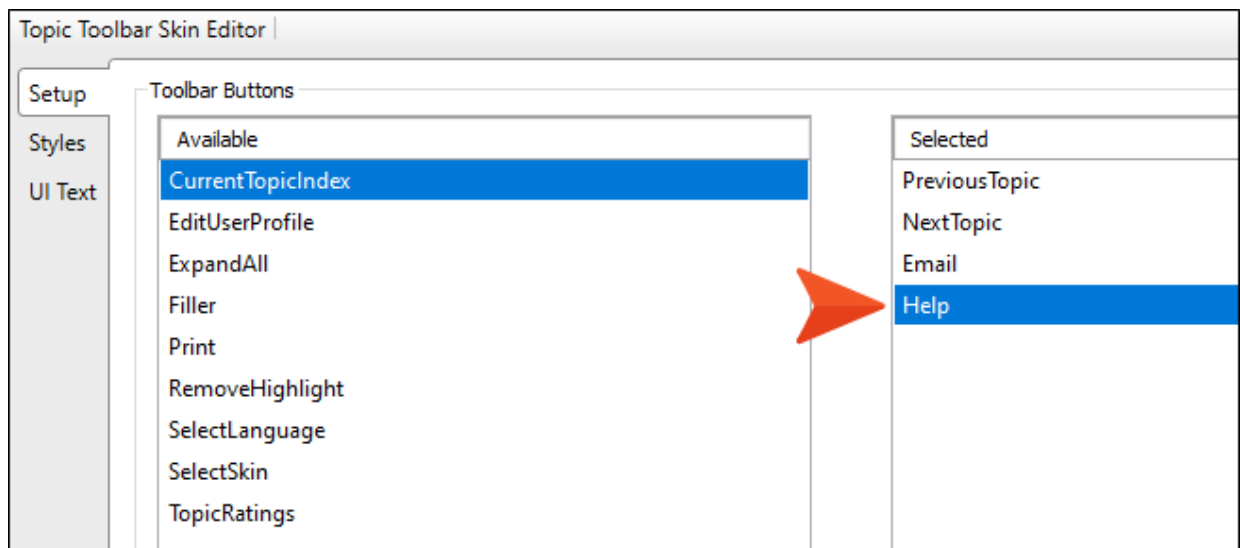 Topic Toolbar Skin Editor
Setup
Styles
UI Text
Toolbar Buttons
Available
CurrentTopicIndex
EditUserProfile
ExpandAll
Filler
Print
RemoveHighlight
SelectLanguage
SelectSkin
TopicRatings
Selected
PreviousTopic
NextTopic
Email
Help